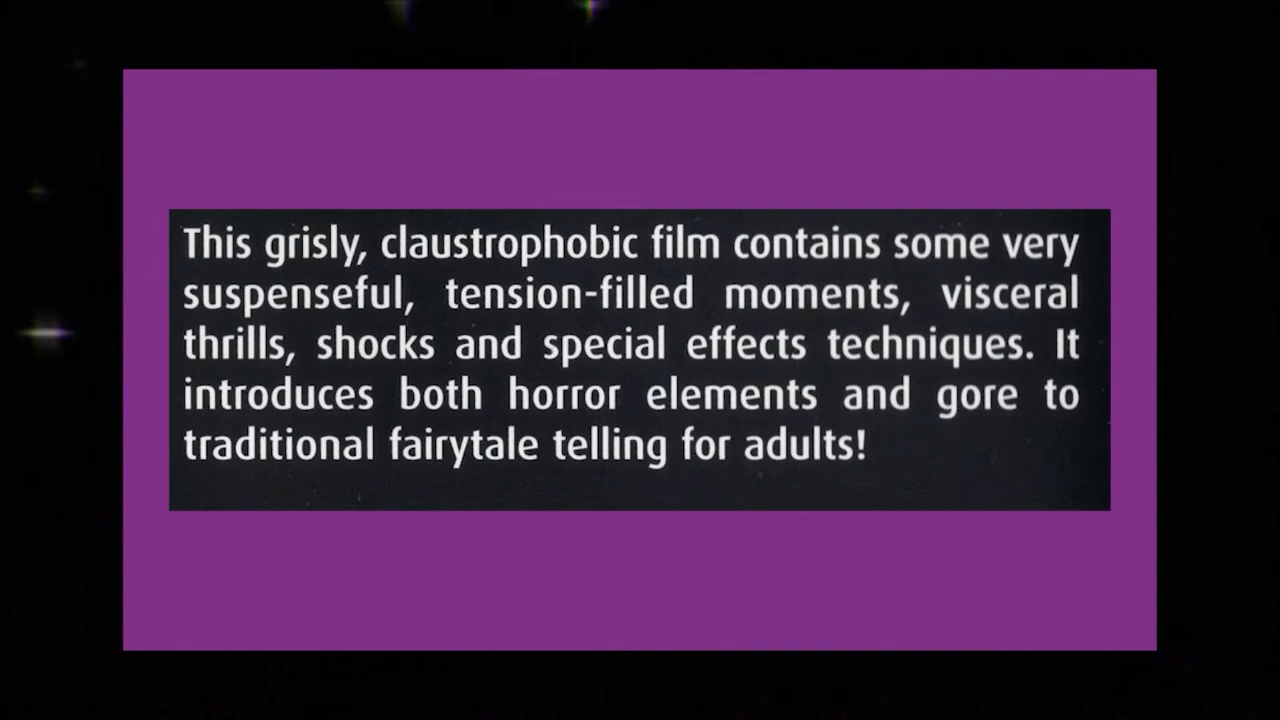 This grisly, claustrophobic film contains some very
suspenseful, tension-filled moments, visceral
thrills, shocks and special effects techniques. It
introduces both horror elements and gore to
traditional fairytale telling for adults!